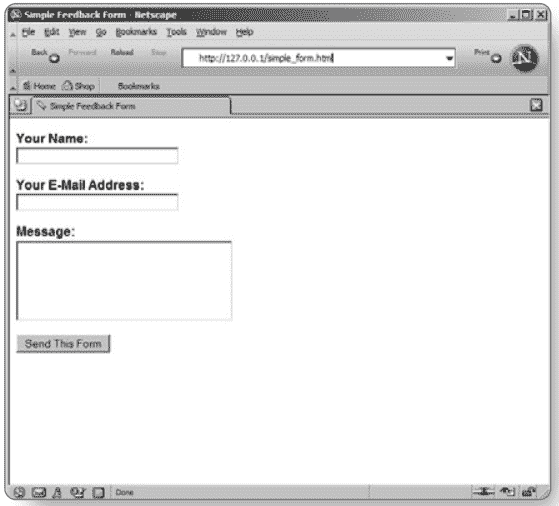 Simple Feedback Form - Netscape
File Edit View Go Bookmarks Tools Window Help
Back Forward Reload Stop http://127.0.0.1/simple_form.html Print N
Home Shop Bookmarks
Simple Feedback Form
Your Name:
Your E-Mail Address:
Message:
Send This Form
Done